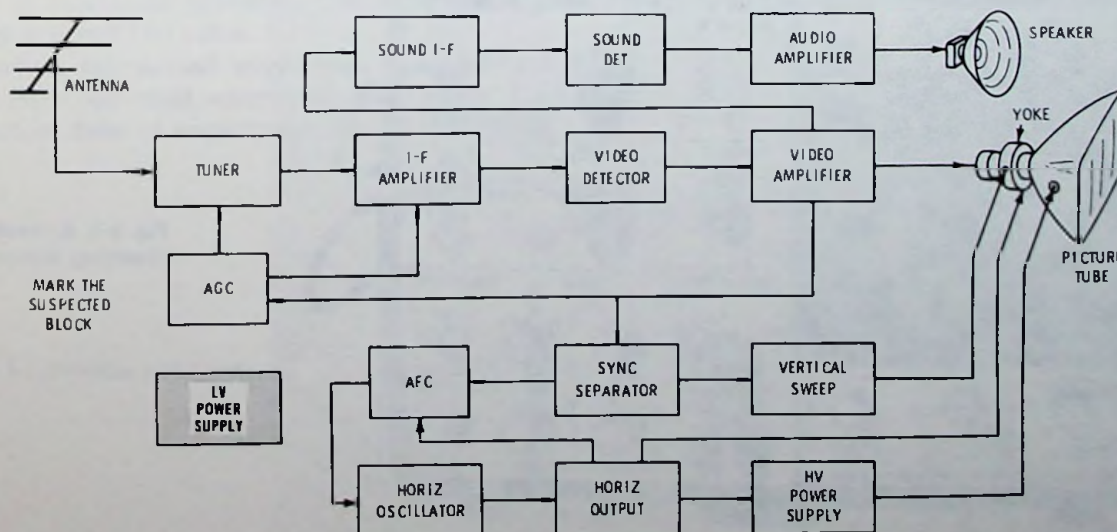 SOUND I-F
SOUND
DET
AUDIO
AMPLIFIER
SPEAKER
ANTENNA
YOKE
TUNER
I-F
AMPLIFIER
VIDEO
DETECTOR
VIDEO
AMPLIFIER
PICTURE
TUBE
AGC
MARK THE
SUSPECTED
BLOCK
LV
POWER
SUPPLY
AFC
SYNC
SEPARATOR
VERTICAL
SWEEP
HORIZ
OSCILLATOR
HORIZ
OUTPUT
HV
POWER
SUPPLY